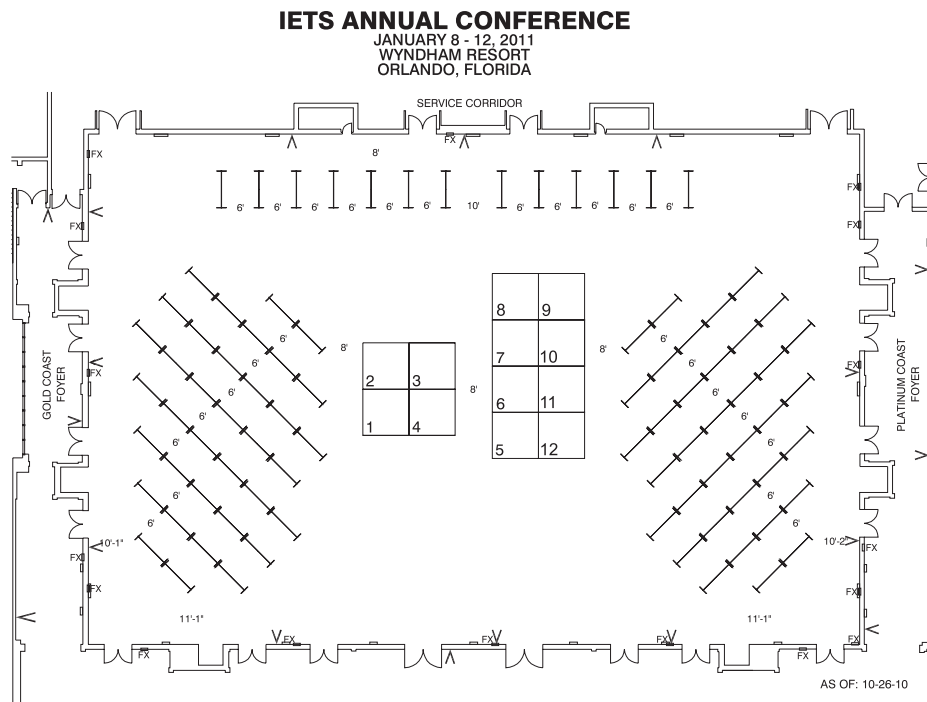 IETS ANNUAL CONFERENCE
JANUARY 8 - 12, 2011
WYNDHAM RESORT
ORLANDO, FLORIDA
SERVICE CORRIDOR
FX
8'
FX
FX
6' 6' 6' 6' 6' 6' 10' 6' 6' 6' 6' 6'
FX
FX
8 9
7 10
6 11
5 12
2 3
1 4
8'
8'
8'
6'
6'
6'
6'
6'
6'
6'
6'
6'
6'
6'
6'
GOLD COAST
FOYER
PLATINUM COAST
FOYER
FX
FX
10'-1"
10'-2"
FX
FX
FX
FX
11'-1"
11'-1"
FX
FX
FX
FX
FX
FX
AS OF: 10-26-10